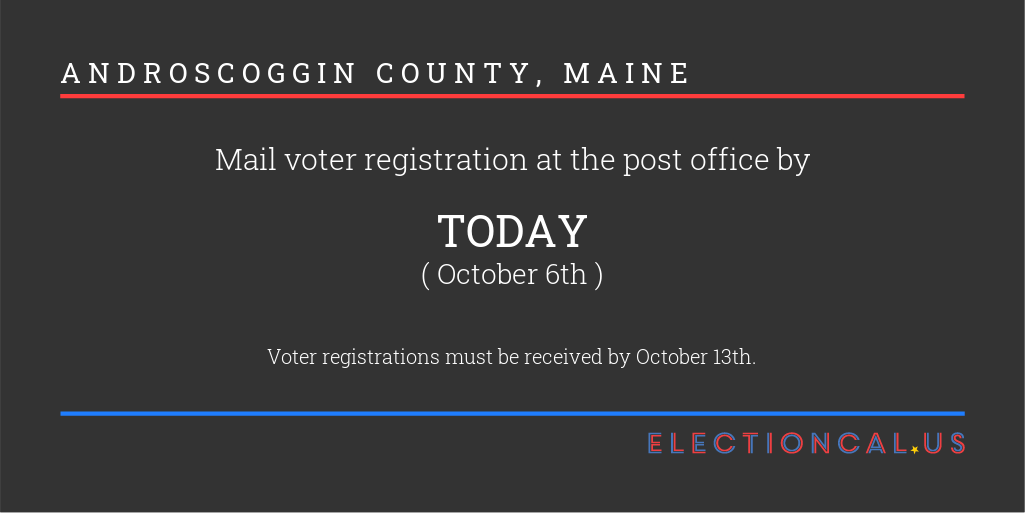 ANDROSCOGGIN COUNTY, MAINE
Mail voter registration at the post office by
TODAY
( October 6th )
Voter registrations must be received by October 13th.
ELECTIONCAL.US